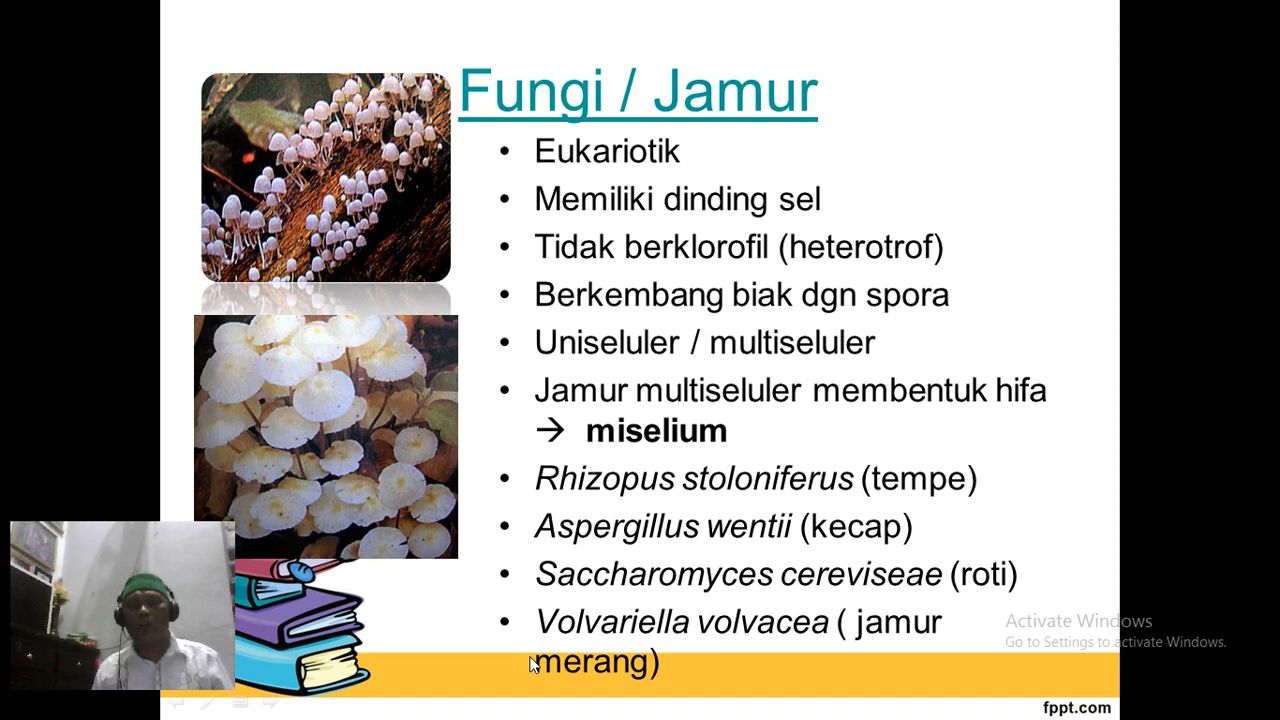 Fungi / Jamur
• Eukariotik
• Memiliki dinding sel
• Tidak berklorofil (heterotrof)
• Berkembang biak dgn spora
• Uniseluler / multiseluler
• Jamur multiseluler membentuk hifa
→ miselium
• Rhizopus stoloniferus (tempe)
• Aspergillus wentii (kecap)
• Saccharomyces cereviseae (roti)
• Volvariella volvacea ( jamur
merang)
Activate Windows
Go to Settings to activate Windows.
fppt.com